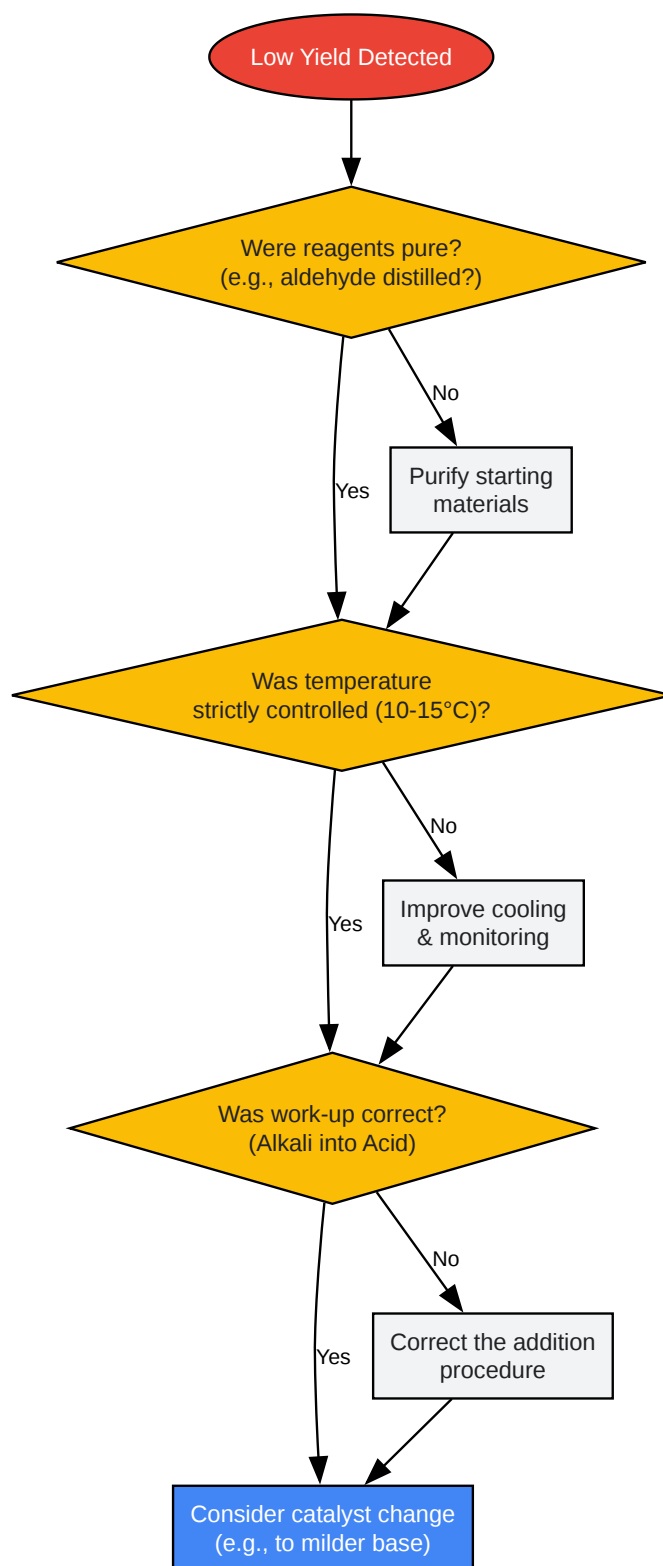 Low Yield Detected
Were reagents pure?
(e.g., aldehyde distilled?)
No
Purify starting
materials
Yes
Was temperature
strictly controlled (10-15°C)?
No
Improve cooling
& monitoring
Yes
Was work-up correct?
(Alkali into Acid)
No
Correct the addition
procedure
Yes
Consider catalyst change
(e.g., to milder base)